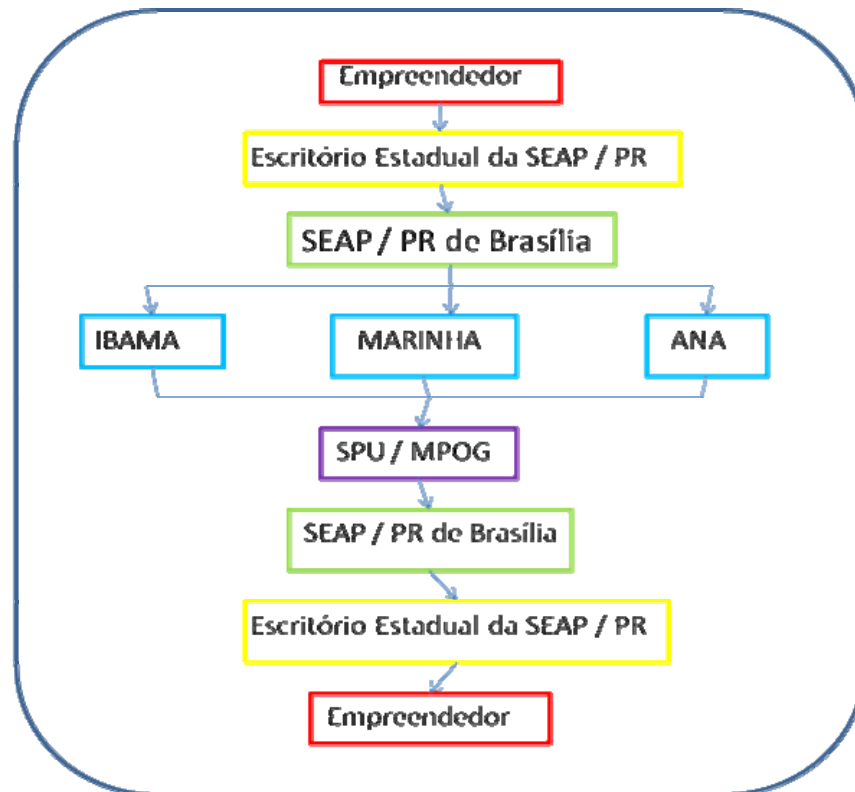 Empreendedor
Escritório Estadual da SEAP / PR
SEAP / PR de Brasília
IBAMA
MARINHA
ANA
SPU / MPOG
SEAP / PR de Brasília
Escritório Estadual da SEAP / PR
Empreendedor